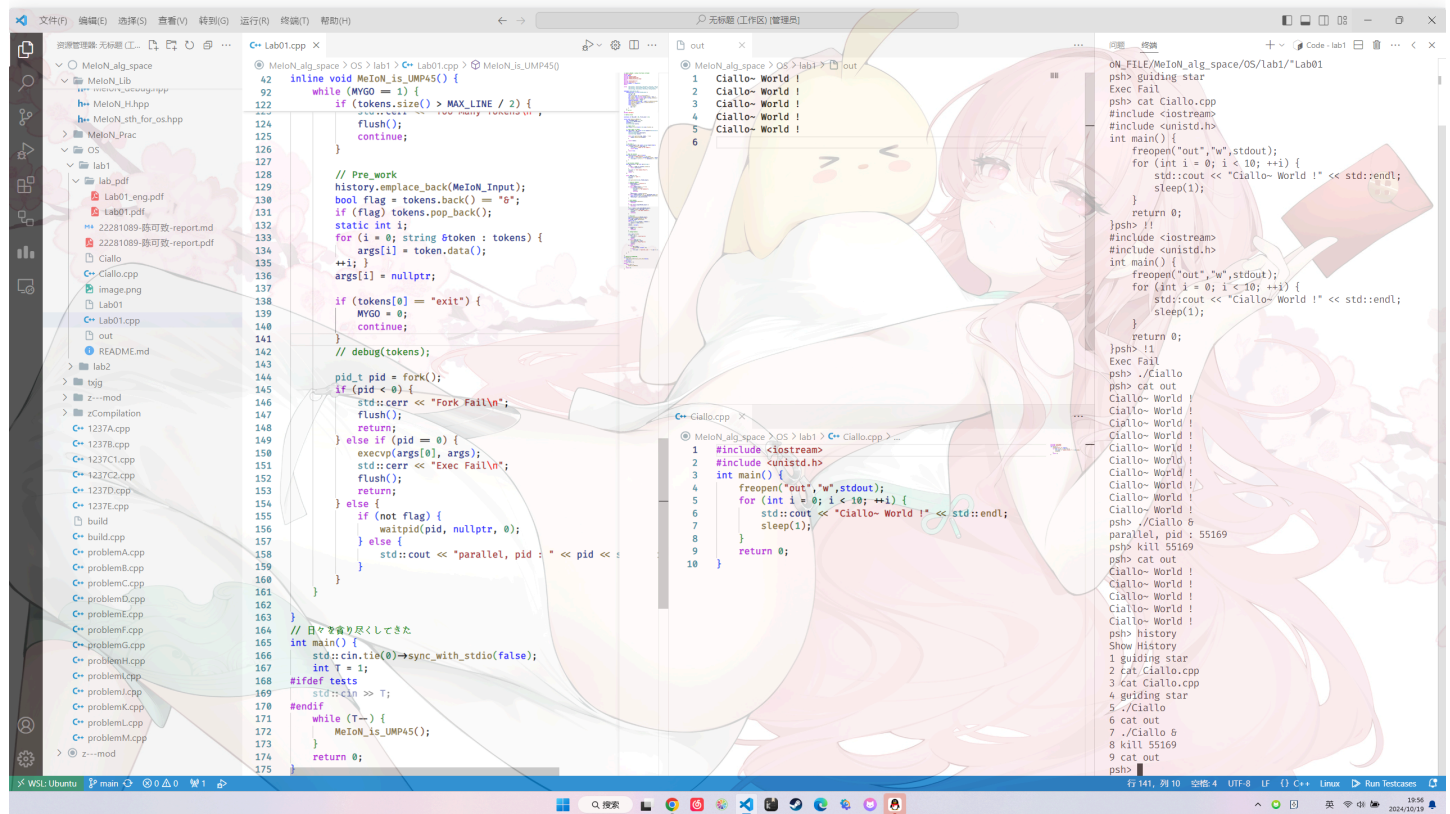 文件(F) 编辑(E) 选择(S) 查看(V) 转到(G) 运行(R) 终端(T) 帮助(H)
无标题 (工作区) [管理员]
资源管理器: 无标题 (工...
MeIoN_alg_space
MeIoN_Lib
MeIoN_debug.hpp
MeIoN_H.hpp
MeIoN_sth_for_os.hpp
MeIoN_Prac
OS
lab1
lab_pdf
Lab01_eng.pdf
Lab01.pdf
22281089-陈可致-report.md
22281089-陈可致-report.pdf
Ciallo
Ciallo.cpp
image.png
Lab01
Lab01.cpp
out
README.md
lab2
txjg
z---mod
zCompilation
1237A.cpp
1237B.cpp
1237C1.cpp
1237C2.cpp
1237D.cpp
1237E.cpp
build
build.cpp
problemA.cpp
problemB.cpp
problemC.cpp
problemD.cpp
problemE.cpp
problemF.cpp
problemG.cpp
problemH.cpp
problemI.cpp
problemJ.cpp
problemK.cpp
problemL.cpp
problemM.cpp
z---mod
Lab01.cpp
MeIoN_alg_space > OS > lab1 > Lab01.cpp > MeIoN_is_UMP45()
42 inline void MeIoN_is_UMP45() {
92 while (MYGO == 1) {
122 if (tokens.size() > MAX_LINE / 2) {
123 std::cerr << "Too Many Tokens\n";
124 flush();
125 continue;
126 }
127
128 // Pre_work
129 history.emplace_back(MeIoN_Input);
130 bool flag = tokens.back() == "&";
131 if (flag) tokens.pop_back();
132 static int i;
133 for (i = 0; string &token : tokens) {
134 args[i] = token.data();
135 ++i; }
136 args[i] = nullptr;
137
138 if (tokens[0] == "exit") {
139 MYGO = 0;
140 continue;
141 }
142 // debug(tokens);
143
144 pid_t pid = fork();
145 if (pid < 0) {
146 std::cerr << "Fork Fail\n";
147 flush();
148 return;
149 } else if (pid == 0) {
150 execvp(args[0], args);
151 std::cerr << "Exec Fail\n";
152 flush();
153 return;
154 } else {
155 if (not flag) {
156 waitpid(pid, nullptr, 0);
157 } else {
158 std::cout << "parallel, pid : " << pid << s
159 }
160 }
161 }
162
163 }
164 // 日々を貪り尽くしてきた
165 int main() {
166 std::cin.tie(0)->sync_with_stdio(false);
167 int T = 1;
168 #ifdef tests
169 std::cin >> T;
170 #endif
171 while (T--) {
172 MeIoN_is_UMP45();
173 }
174 return 0;
175 }
out
MeIoN_alg_space > OS > lab1 > out
1 Ciallo~ World !
2 Ciallo~ World !
3 Ciallo~ World !
4 Ciallo~ World !
5 Ciallo~ World !
6
Ciallo.cpp
MeIoN_alg_space > OS > lab1 > Ciallo.cpp > ...
1 #include <iostream>
2 #include <unistd.h>
3 int main() {
4 freopen("out","w",stdout);
5 for (int i = 0; i < 10; ++i) {
6 std::cout << "Ciallo~ World !" << std::endl;
7 sleep(1);
8 }
9 return 0;
10 }
问题 终端
Code - lab1
oN_FILE/MeIoN_alg_space/OS/lab1/"Lab01
psh> guiding star
Exec Fail
psh> cat Ciallo.cpp
#include <iostream>
#include <unistd.h>
int main() {
freopen("out","w",stdout);
for (int i = 0; i < 10; ++i) {
std::cout << "Ciallo~ World !" << std::endl;
sleep(1);
}
return 0;
}psh> !!
#include <iostream>
#include <unistd.h>
int main() {
freopen("out","w",stdout);
for (int i = 0; i < 10; ++i) {
std::cout << "Ciallo~ World !" << std::endl;
sleep(1);
}
return 0;
}psh> !1
Exec Fail
psh> ./Ciallo
psh> cat out
Ciallo~ World !
Ciallo~ World !
Ciallo~ World !
Ciallo~ World !
Ciallo~ World !
Ciallo~ World !
Ciallo~ World !
Ciallo~ World !
Ciallo~ World !
Ciallo~ World !
psh> ./Ciallo &
parallel, pid : 55169
psh> kill 55169
psh> cat out
Ciallo~ World !
Ciallo~ World !
Ciallo~ World !
Ciallo~ World !
Ciallo~ World !
psh> history
Show History
1 guiding star
2 cat Ciallo.cpp
3 cat Ciallo.cpp
4 guiding star
5 ./Ciallo
6 cat out
7 ./Ciallo &
8 kill 55169
9 cat out
psh>
WSL: Ubuntu main 0 0 1
行 141, 列 10 空格: 4 UTF-8 LF {} C++ Linux Run Testcases
搜索
英
19:56
2024/10/19